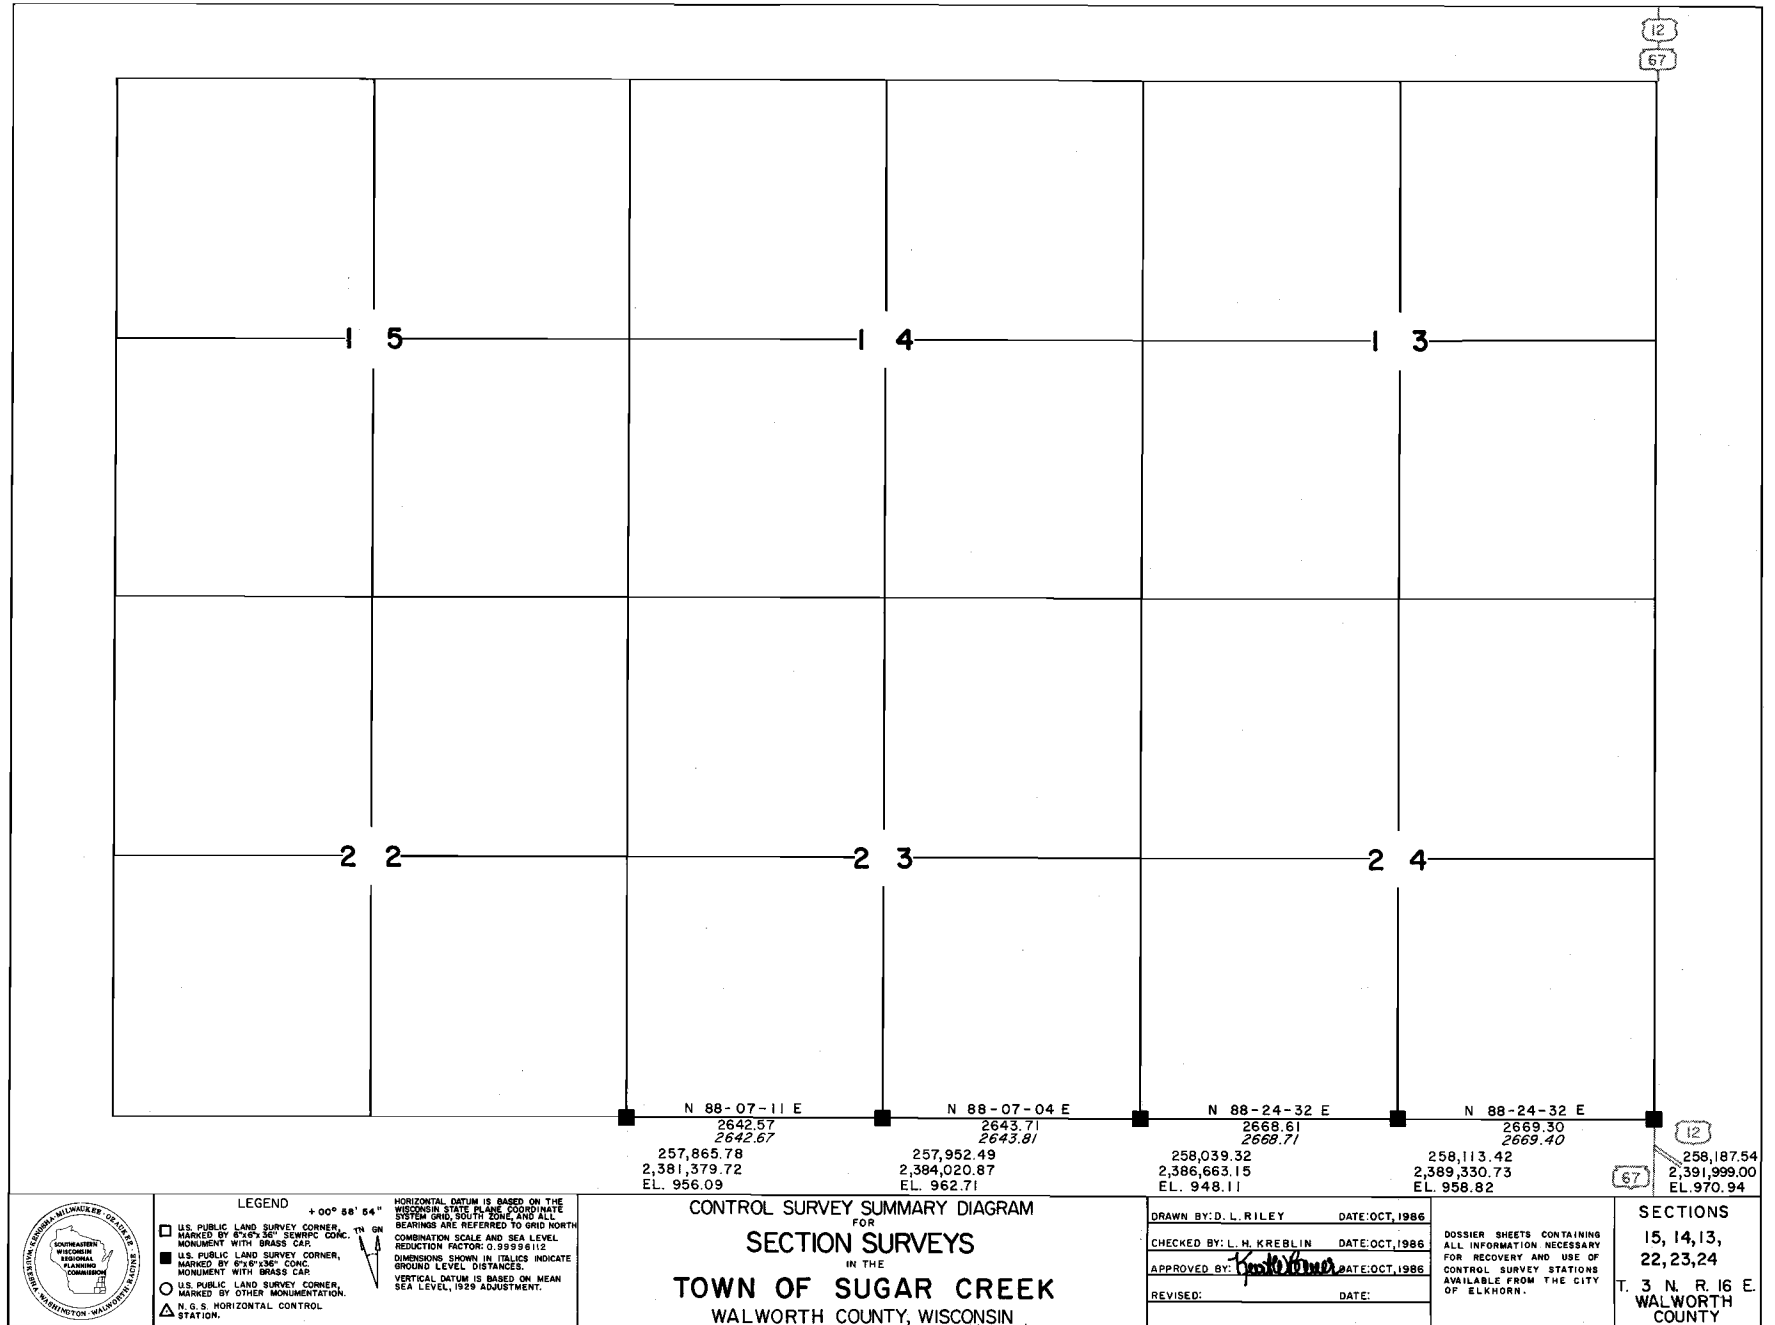 12
67
1 5
1 4
1 3
2 2
2 3
2 4
N 88-07-11 E
2642.57
2642.67
N 88-07-04 E
2643.71
2643.81
N 88-24-32 E
2668.61
2668.71
N 88-24-32 E
2669.30
2669.40
257,865.78
2,381,379.72
EL. 956.09
257,952.49
2,384,020.87
EL. 962.71
258,039.32
2,386,663.15
EL. 948.11
258,113.42
2,389,330.73
EL. 958.82
12
67
258,187.54
2,391,999.00
EL. 970.94
KENOSHA · MILWAUKEE · OZAUKEE · RACINE · WALWORTH · WASHINGTON · WAUKESHA
SOUTHEASTERN
WISCONSIN
REGIONAL
PLANNING
COMMISSION
LEGEND
U.S. PUBLIC LAND SURVEY CORNER,
MARKED BY 6"x6"x36" SEWRPC CONC.
MONUMENT WITH BRASS CAP.
U.S. PUBLIC LAND SURVEY CORNER,
MARKED BY 6"x6"x36" CONC.
MONUMENT WITH BRASS CAP.
U.S. PUBLIC LAND SURVEY CORNER,
MARKED BY OTHER MONUMENTATION.
N.G.S. HORIZONTAL CONTROL
STATION.
+00° 58' 54"
TN GN
HORIZONTAL DATUM IS BASED ON THE
WISCONSIN STATE PLANE COORDINATE
SYSTEM GRID, SOUTH ZONE, AND ALL
BEARINGS ARE REFERRED TO GRID NORTH
COMBINATION SCALE AND SEA LEVEL
REDUCTION FACTOR: 0.99996112
DIMENSIONS SHOWN IN ITALICS INDICATE
GROUND LEVEL DISTANCES.
VERTICAL DATUM IS BASED ON MEAN
SEA LEVEL, 1929 ADJUSTMENT.
CONTROL SURVEY SUMMARY DIAGRAM
FOR
SECTION SURVEYS
IN THE
TOWN OF SUGAR CREEK
WALWORTH COUNTY, WISCONSIN
DRAWN BY: D. L. RILEY DATE: OCT, 1986
CHECKED BY: L. H. KREBLIN DATE: OCT, 1986
APPROVED BY: DATE: OCT, 1986
REVISED: DATE:
DOSSIER SHEETS CONTAINING
ALL INFORMATION NECESSARY
FOR RECOVERY AND USE OF
CONTROL SURVEY STATIONS
AVAILABLE FROM THE CITY
OF ELKHORN.
SECTIONS
15, 14, 13,
22, 23, 24
T. 3 N. R. 16 E.
WALWORTH
COUNTY